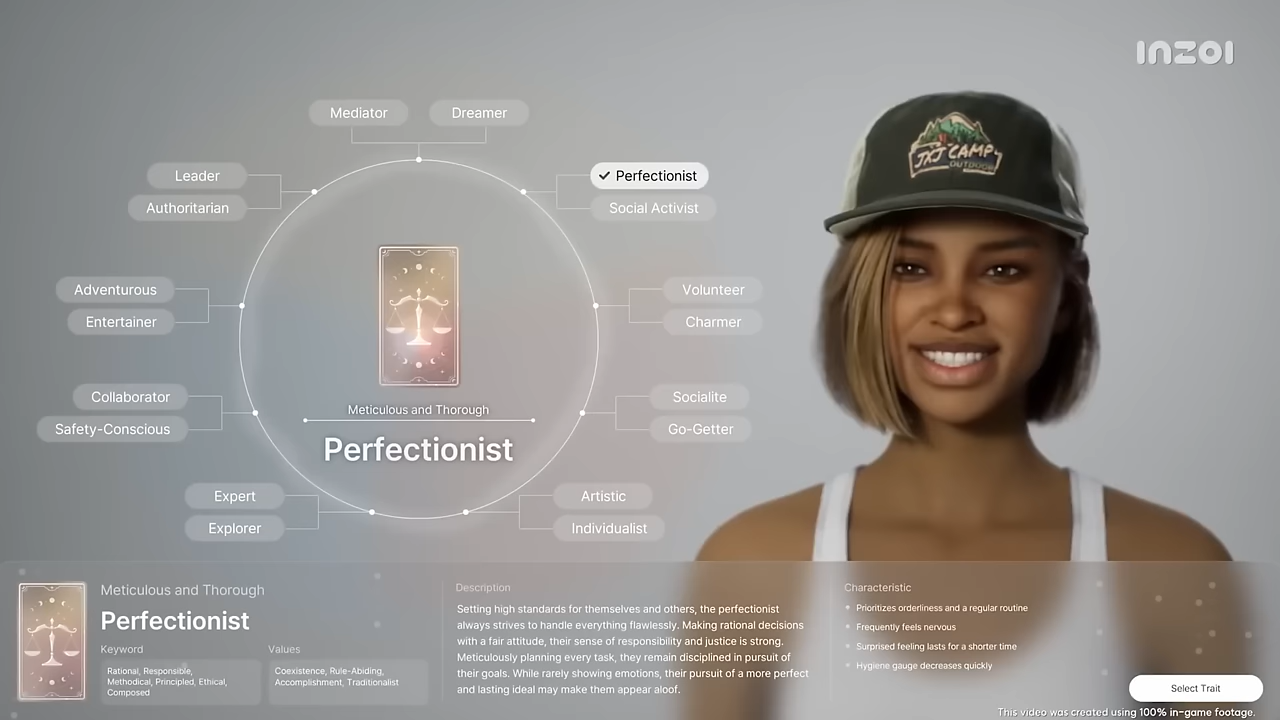 INZOI
JXJ CAMP
OUTDOOR
Mediator
Dreamer
Leader
Authoritarian
Perfectionist
Social Activist
Adventurous
Entertainer
Volunteer
Charmer
Collaborator
Safety-Conscious
Socialite
Go-Getter
Meticulous and Thorough
Perfectionist
Expert
Explorer
Artistic
Individualist
Meticulous and Thorough
Perfectionist
Keyword
Rational, Responsible,
Methodical, Principled, Ethical,
Composed
Values
Coexistence, Rule-Abiding,
Accomplishment, Traditionalist
Description
Setting high standards for themselves and others, the perfectionist
always strives to handle everything flawlessly. Making rational decisions
with a fair attitude, their sense of responsibility and justice is strong.
Meticulously planning every task, they remain disciplined in pursuit of
their goals. While rarely showing emotions, their pursuit of a more perfect
and lasting ideal may make them appear aloof.
Characteristic
Prioritizes orderliness and a regular routine
Frequently feels nervous
Surprised feeling lasts for a shorter time
Hygiene gauge decreases quickly
Select Trait
This video was created using 100% in-game footage.